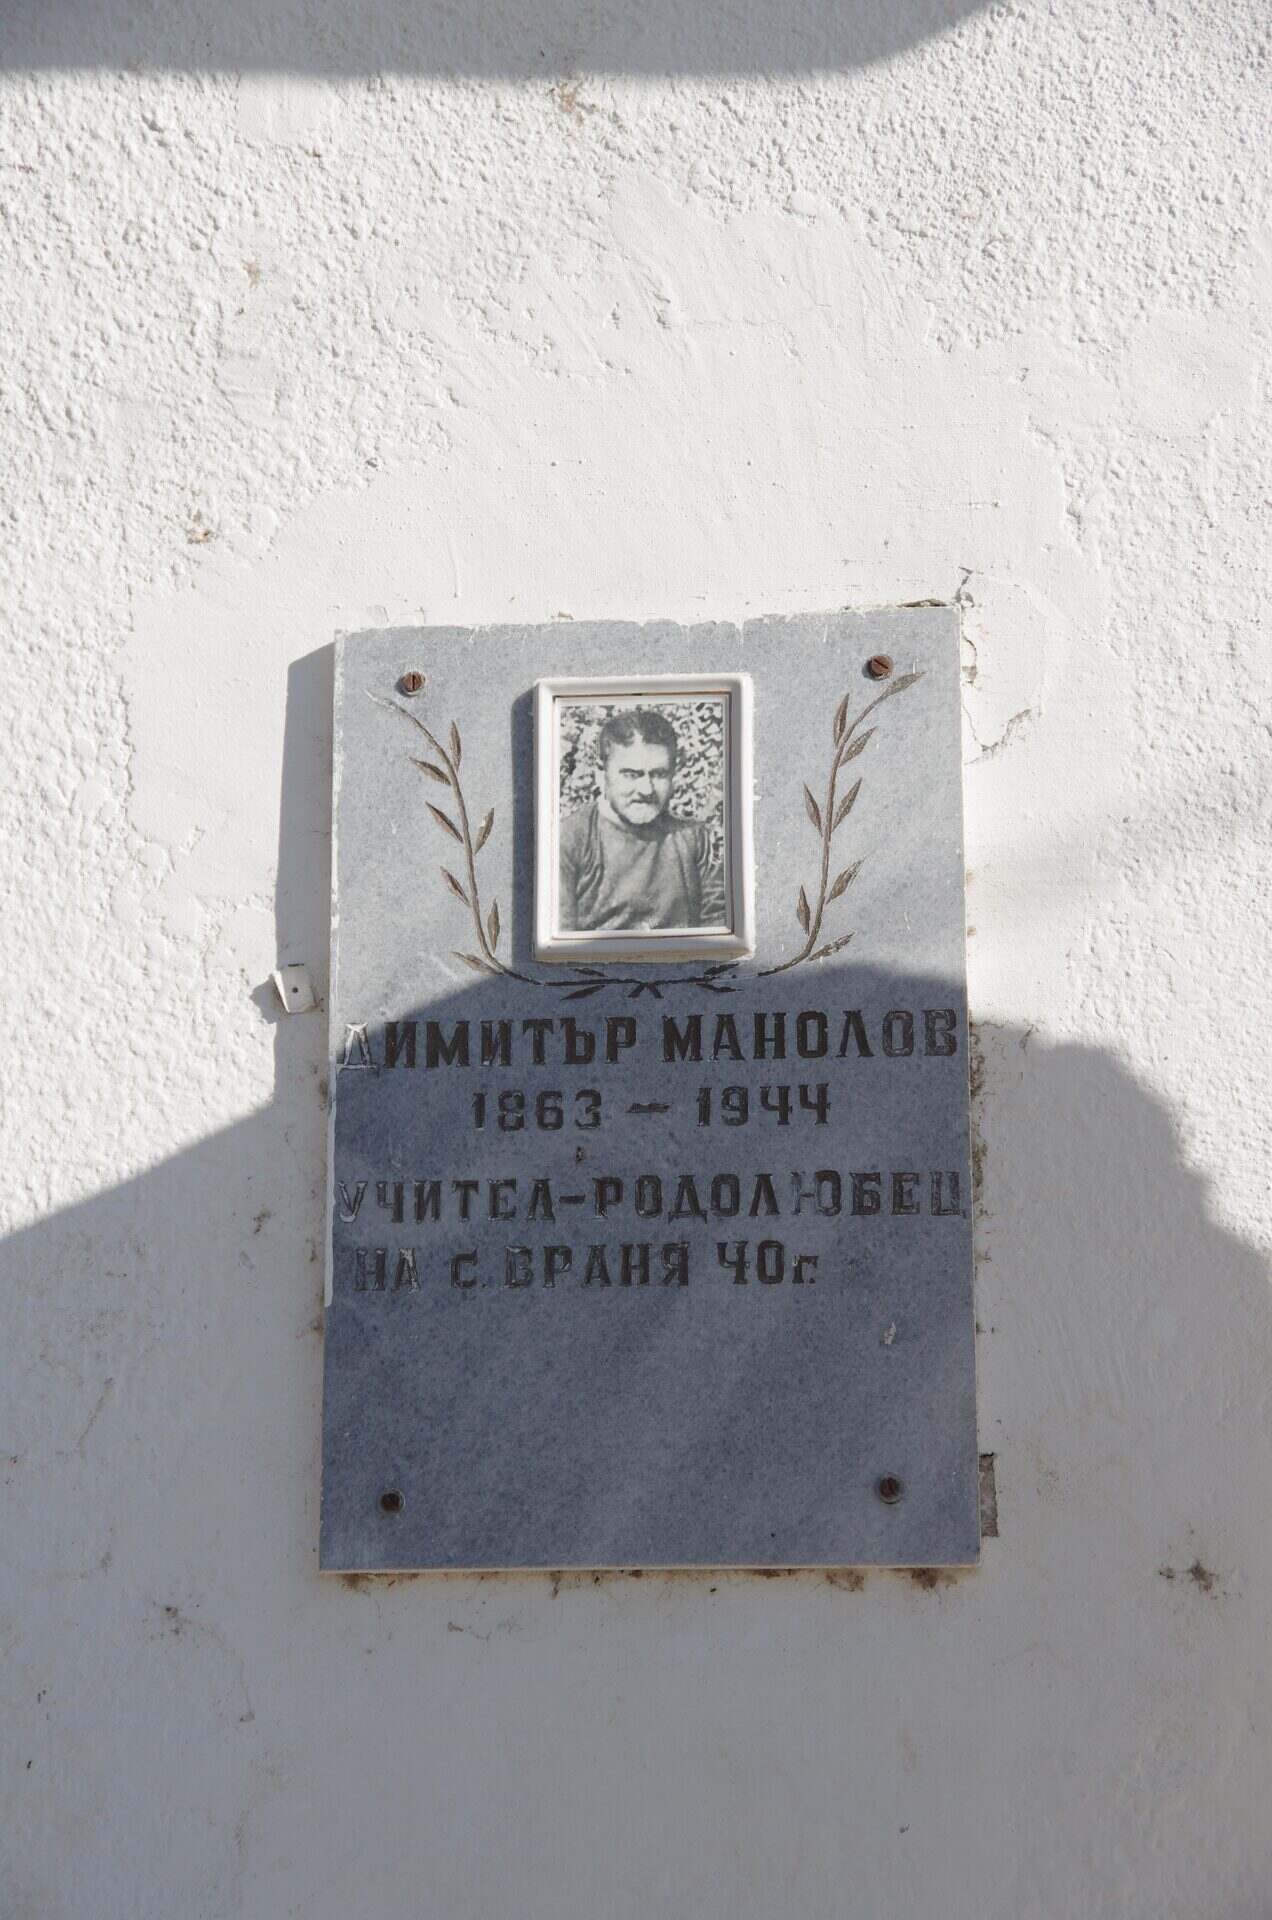 ДИМИТЪР МАНОЛОВ
1863 – 1944
УЧИТЕЛ-РОДОЛЮБЕЦ
НА С. ВРАНЯ 40г.